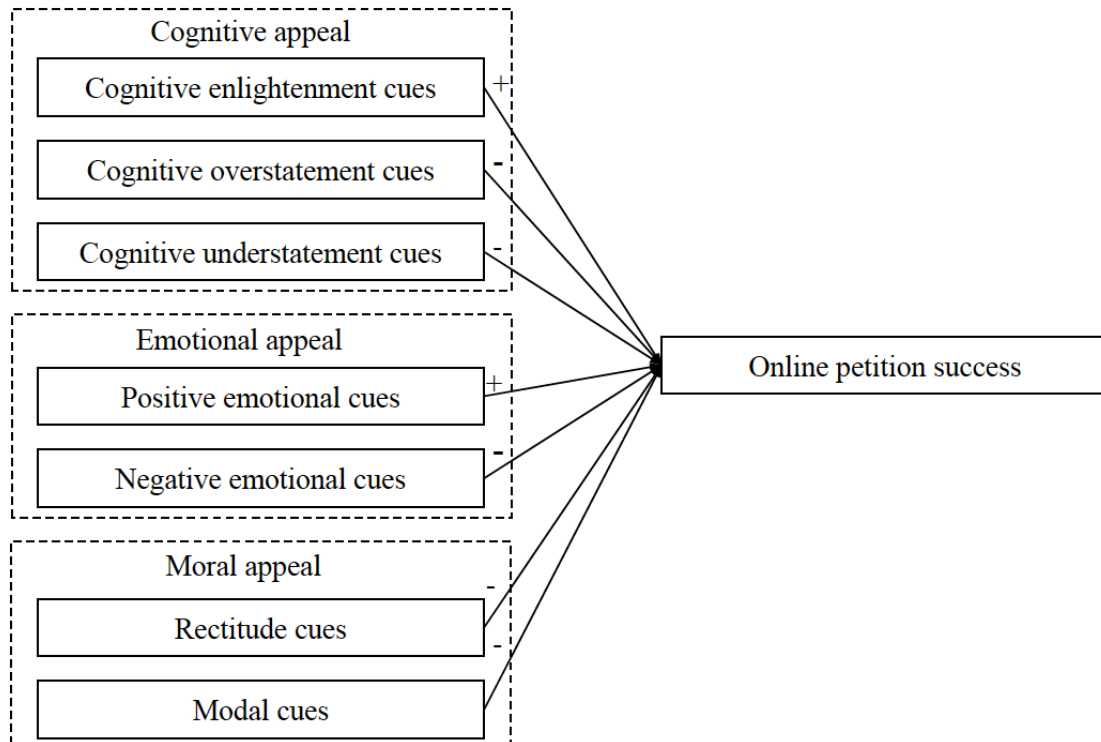 Cognitive appeal
Cognitive enlightenment cues
+
Cognitive overstatement cues
-
Cognitive understatement cues
-
Emotional appeal
Positive emotional cues
+
Negative emotional cues
-
Moral appeal
Rectitude cues
-
Modal cues
-
Online petition success